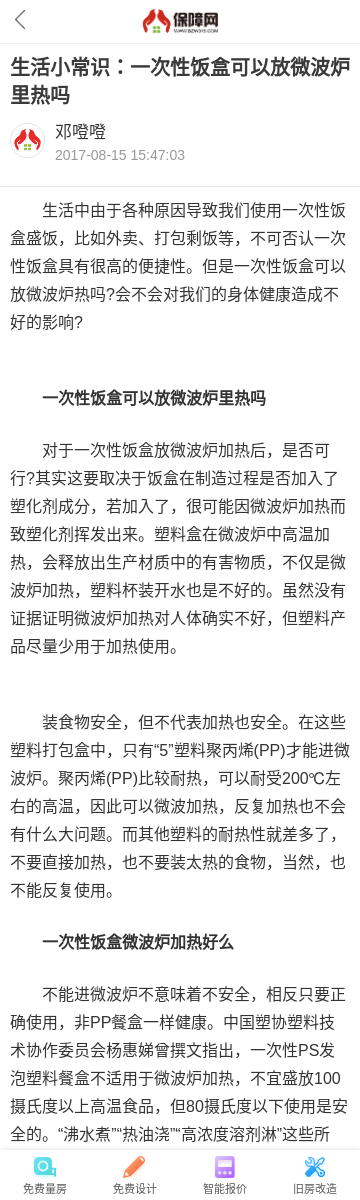 保障网
WWW.BZW315.COM
生活小常识：一次性饭盒可以放微波炉
里热吗
邓噔噔
2017-08-15 15:47:03
生活中由于各种原因导致我们使用一次性饭
盒盛饭，比如外卖、打包剩饭等，不可否认一次
性饭盒具有很高的便捷性。但是一次性饭盒可以
放微波炉热吗?会不会对我们的身体健康造成不
好的影响?
一次性饭盒可以放微波炉里热吗
对于一次性饭盒放微波炉加热后，是否可
行?其实这要取决于饭盒在制造过程是否加入了
塑化剂成分，若加入了，很可能因微波炉加热而
致塑化剂挥发出来。塑料盒在微波炉中高温加
热，会释放出生产材质中的有害物质，不仅是微
波炉加热，塑料杯装开水也是不好的。虽然没有
证据证明微波炉加热对人体确实不好，但塑料产
品尽量少用于加热使用。
装食物安全，但不代表加热也安全。在这些
塑料打包盒中，只有“5”塑料聚丙烯(PP)才能进微
波炉。聚丙烯(PP)比较耐热，可以耐受200℃左
右的高温，因此可以微波加热，反复加热也不会
有什么大问题。而其他塑料的耐热性就差多了，
不要直接加热，也不要装太热的食物，当然，也
不能反复使用。
一次性饭盒微波炉加热好么
不能进微波炉不意味着不安全，相反只要正
确使用，非PP餐盒一样健康。中国塑协塑料技
术协作委员会杨惠娣曾撰文指出，一次性PS发
泡塑料餐盒不适用于微波炉加热，不宜盛放100
摄氏度以上高温食品，但80摄氏度以下使用是安
全的。“沸水煮”“热油浇”“高浓度溶剂淋”这些所
免费量房
免费设计
智能报价
旧房改造